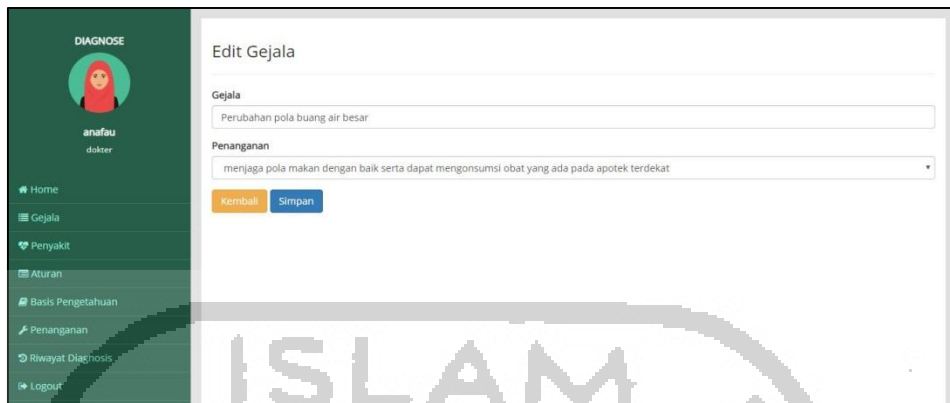 DIAGNOSE
anafau
dokter
Home
Gejala
Penyakit
Aturan
Basis Pengetahuan
Penanganan
Riwayat Diagnosis
Logout
Edit Gejala
Gejala
Perubahan pola buang air besar
Penanganan
menjaga pola makan dengan baik serta dapat mengonsumsi obat yang ada pada apotek terdekat
Kembali Simpan
ISLAM